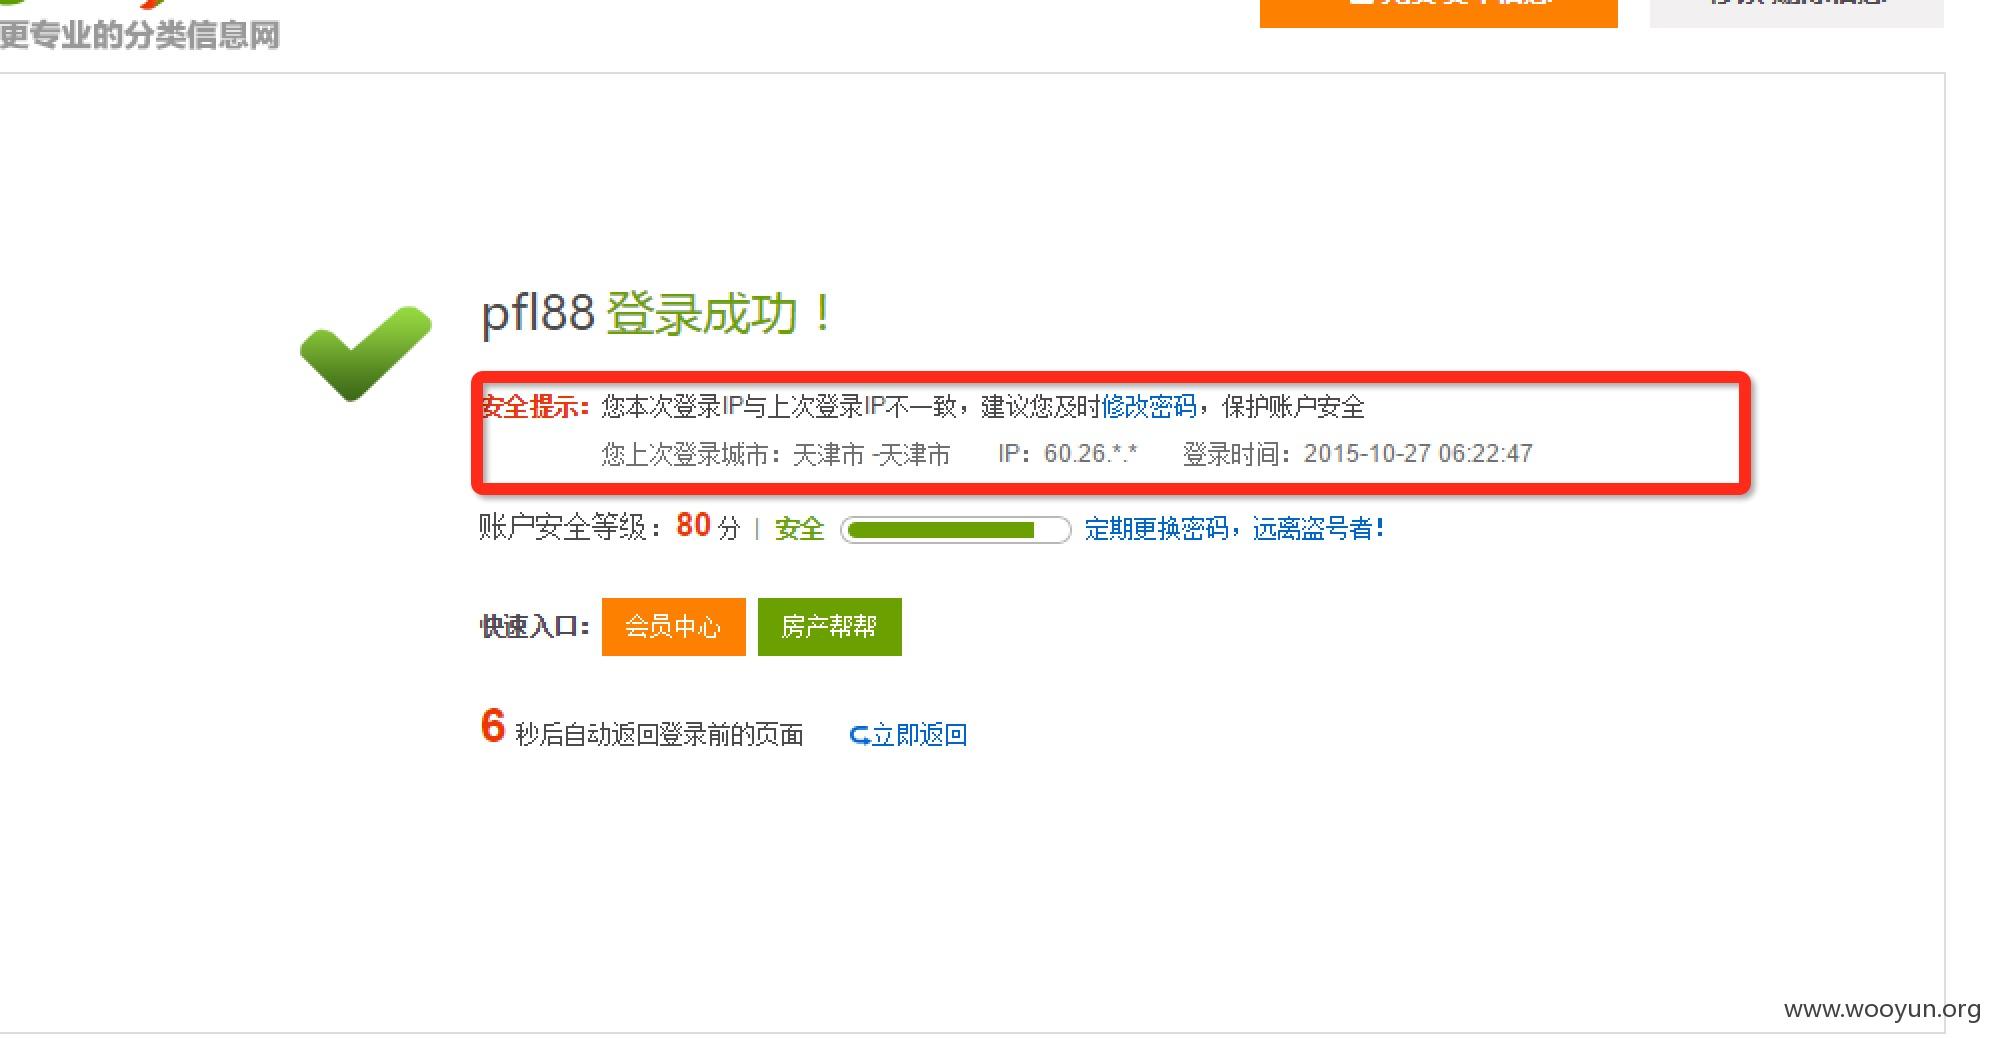 更专业的分类信息网
pfl88 登录成功！
安全提示：您本次登录IP与上次登录IP不一致，建议您及时修改密码，保护账户安全
您上次登录城市：天津市 -天津市 IP：60.26.*.* 登录时间：2015-10-27 06:22:47
账户安全等级：80 分 | 安全 定期更换密码，远离盗号者！
快速入口： 会员中心 房产帮帮
6 秒后自动返回登录前的页面 立即返回
www.wooyun.org